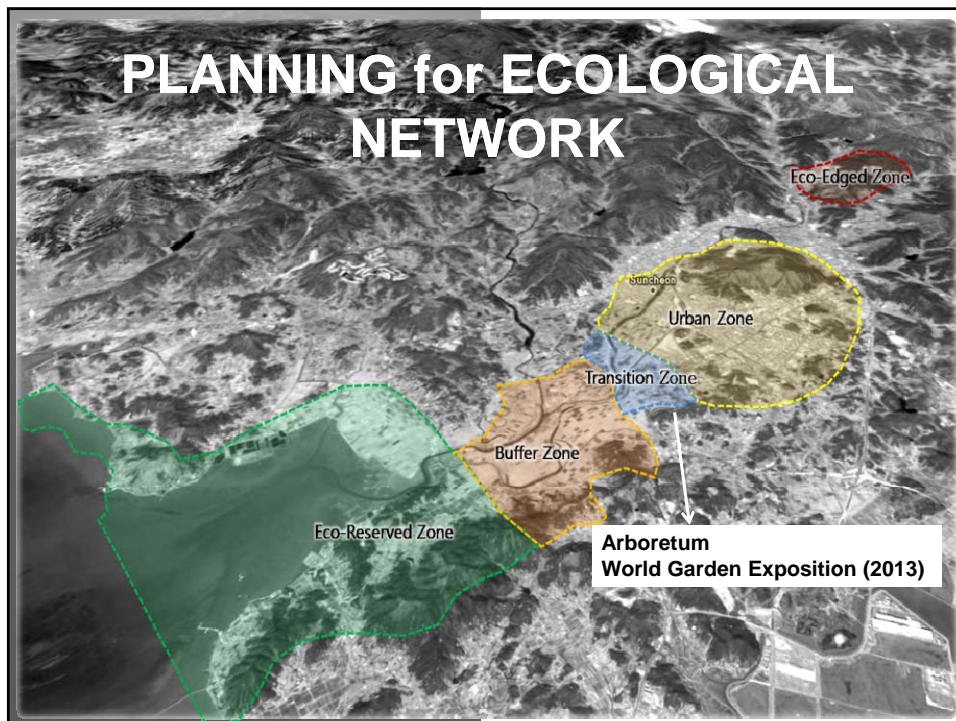 PLANNING for ECOLOGICAL
NETWORK
Eco-Edged Zone
Suncheon
Urban Zone
Transition Zone
Buffer Zone
Eco-Reserved Zone
Arboretum
World Garden Exposition (2013)